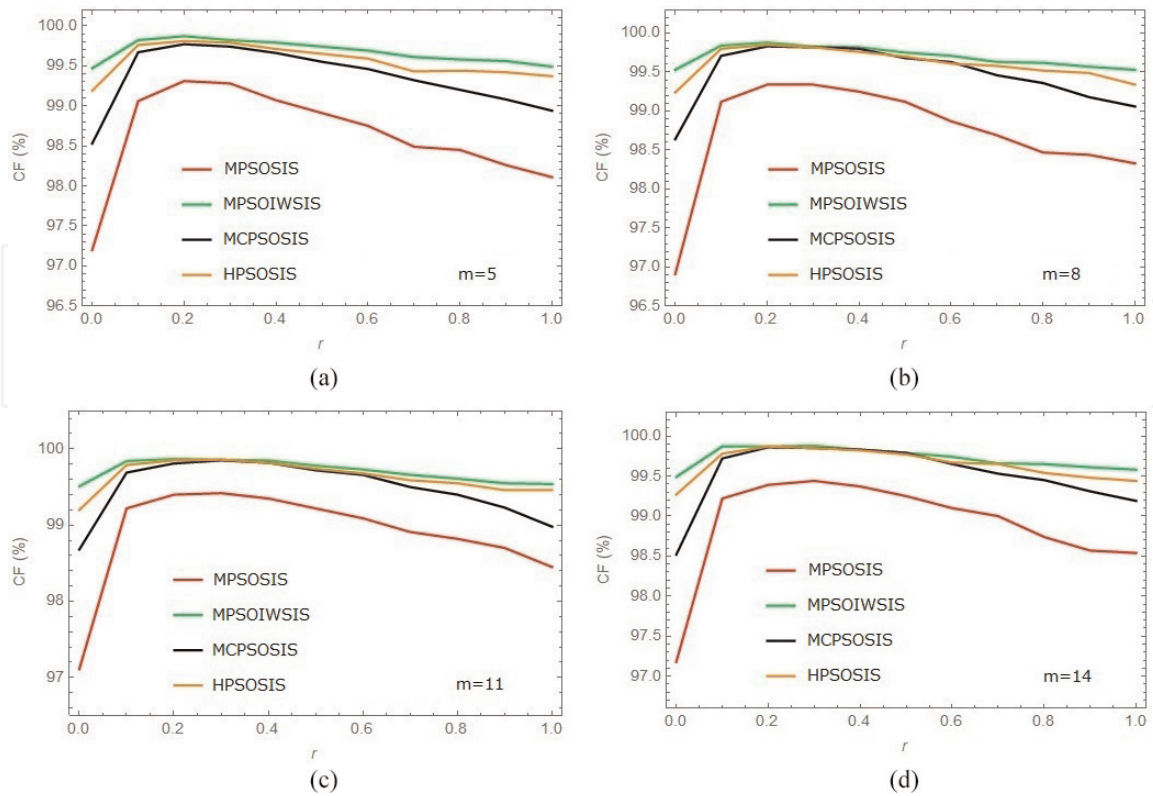 100.0
99.5
99.0
98.5
98.0
97.5
97.0
96.5
CF (%)
MPSOSIS
MPSOIWSIS
MCPSOSIS
HPSOSIS
m=5
0.0 0.2 0.4 0.6 0.8 1.0
r
(a)
100.0
99.5
99.0
98.5
98.0
97.5
97.0
96.5
CF (%)
MPSOSIS
MPSOIWSIS
MCPSOSIS
HPSOSIS
m=8
0.0 0.2 0.4 0.6 0.8 1.0
r
(b)
100
99
98
97
CF (%)
MPSOSIS
MPSOIWSIS
MCPSOSIS
HPSOSIS
m=11
0.0 0.2 0.4 0.6 0.8 1.0
r
(c)
100.0
99.5
99.0
98.5
98.0
97.5
97.0
CF (%)
MPSOSIS
MPSOIWSIS
MCPSOSIS
HPSOSIS
m=14
0.0 0.2 0.4 0.6 0.8 1.0
r
(d)